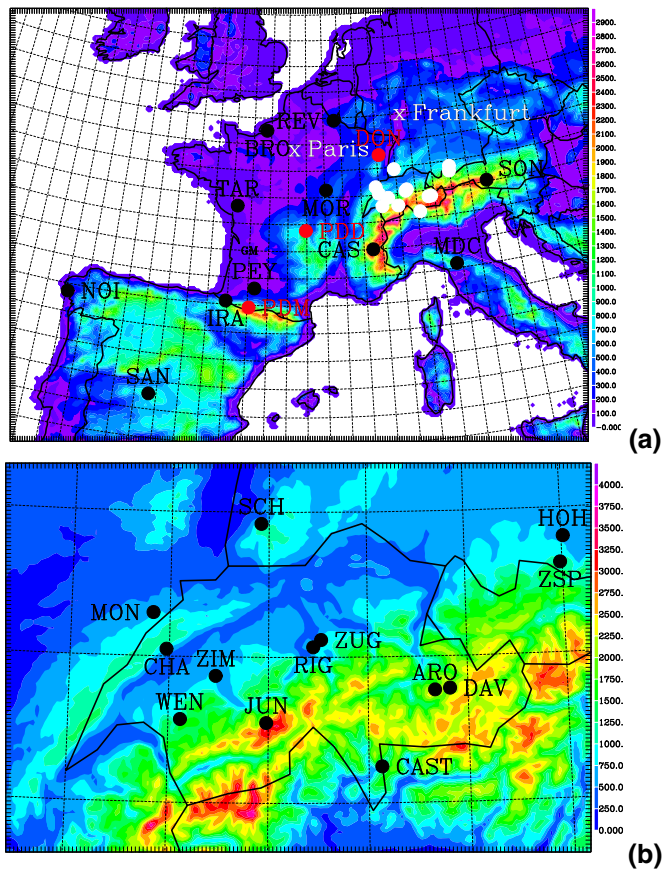 2900.
2800.
2700.
2600.
2500.
2400.
2300.
2200.
2100.
2000.
1900.
1800.
1700.
1600.
1500.
1400.
1300.
1200.
1100.
1000.
900.0
800.0
700.0
600.0
500.0
400.0
300.0
200.0
100.0
-0.000
x Frankfurt
REV
BRO
DON
x Paris
SON
TAR
MOR
PDD
CAS
MDC
GM
PEY
NOI
IRA
PDM
SAN
(a)
4000.
3750.
3500.
3250.
3000.
2750.
2500.
2250.
2000.
1750.
1500.
1250.
1000.
750.0
500.0
250.0
0.000
SCH
HOH
ZSP
MON
ZUG
CHA
ZIM
RIG
ARO
DAV
WEN
JUN
CAST
(b)